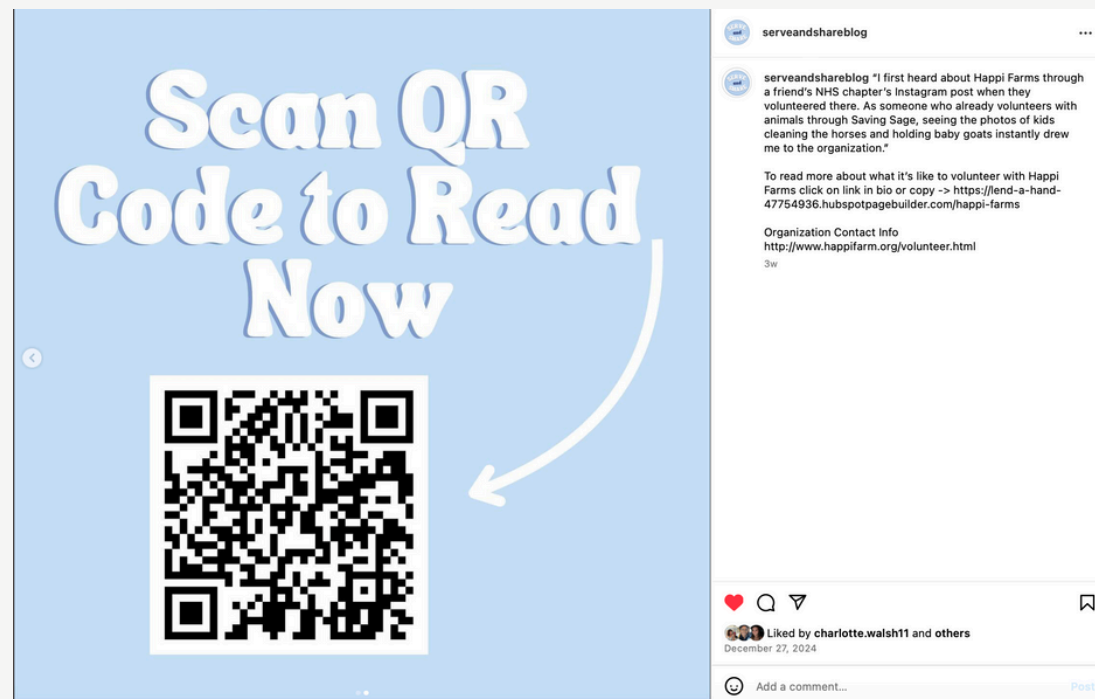 Scan QR
Code to Read
Now
serveandshareblog
serveandshareblog “I first heard about Happi Farms through
a friend’s NHS chapter’s Instagram post when they
volunteered there. As someone who already volunteers with
animals through Saving Sage, seeing the photos of kids
cleaning the horses and holding baby goats instantly drew
me to the organization.”
To read more about what it’s like to volunteer with Happi
Farms click on link in bio or copy -> https://lend-a-hand-
47754936.hubspotpagebuilder.com/happi-farms
Organization Contact Info
http://www.happifarm.org/volunteer.html
3w
Liked by charlotte.walsh11 and others
December 27, 2024
Add a comment...
Post